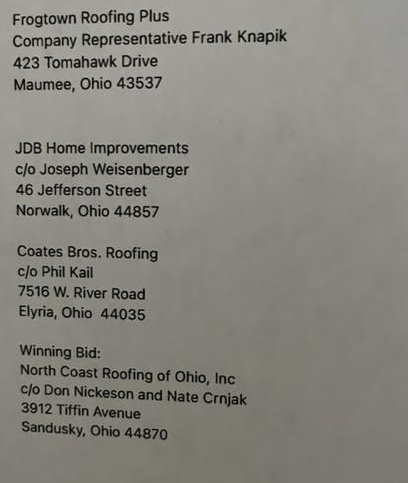 Frogtown Roofing Plus
Company Representative Frank Knapik
423 Tomahawk Drive
Maumee, Ohio 43537
JDB Home Improvements
c/o Joseph Weisenberger
46 Jefferson Street
Norwalk, Ohio 44857
Coates Bros. Roofing
c/o Phil Kail
7516 W. River Road
Elyria, Ohio 44035
Winning Bid:
North Coast Roofing of Ohio, Inc
c/o Don Nickeson and Nate Crnjak
3912 Tiffin Avenue
Sandusky, Ohio 44870